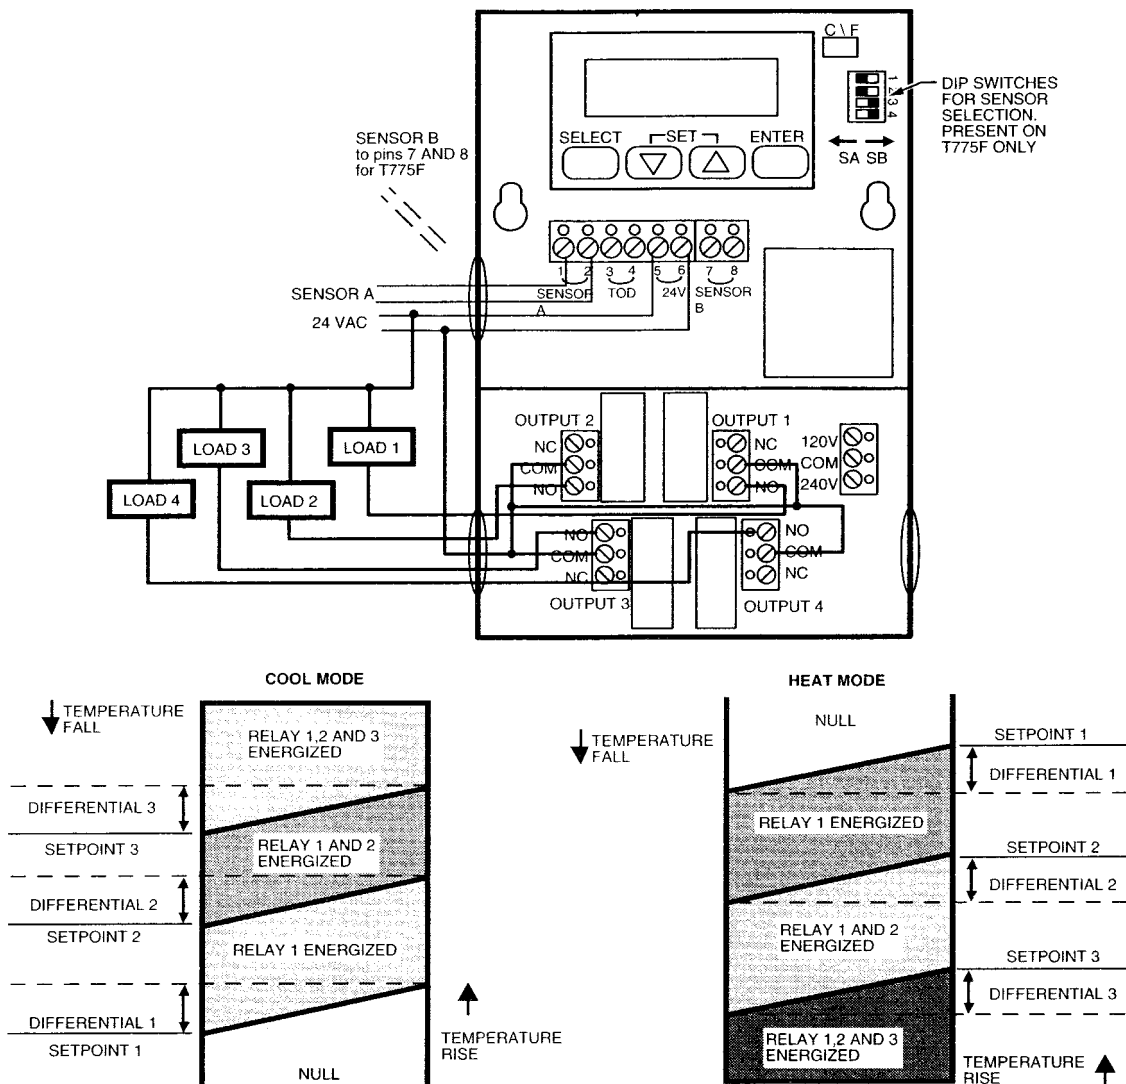 C \ F
1
2
3
4
DIP SWITCHES
FOR SENSOR
SELECTION.
PRESENT ON
T775F ONLY
SA SB
SELECT
SET
ENTER
SENSOR B
to pins 7 AND 8
for T775F
1 2 3 4 5 6 7 8
SENSOR A
TOD
24V
SENSOR B
SENSOR A
24 VAC
LOAD 1
LOAD 3
LOAD 2
LOAD 4
OUTPUT 2
NC
COM
NO
OUTPUT 1
NC
COM
NO
120V
COM
240V
NO
COM
NC
OUTPUT 3
NO
COM
NC
OUTPUT 4
COOL MODE
TEMPERATURE
FALL
RELAY 1,2 AND 3
ENERGIZED
DIFFERENTIAL 3
SETPOINT 3
RELAY 1 AND 2
ENERGIZED
DIFFERENTIAL 2
SETPOINT 2
RELAY 1 ENERGIZED
DIFFERENTIAL 1
SETPOINT 1
TEMPERATURE
RISE
NULL
HEAT MODE
NULL
TEMPERATURE
FALL
SETPOINT 1
DIFFERENTIAL 1
RELAY 1 ENERGIZED
SETPOINT 2
DIFFERENTIAL 2
RELAY 1 AND 2
ENERGIZED
SETPOINT 3
DIFFERENTIAL 3
RELAY 1,2 AND 3
ENERGIZED
TEMPERATURE
RISE